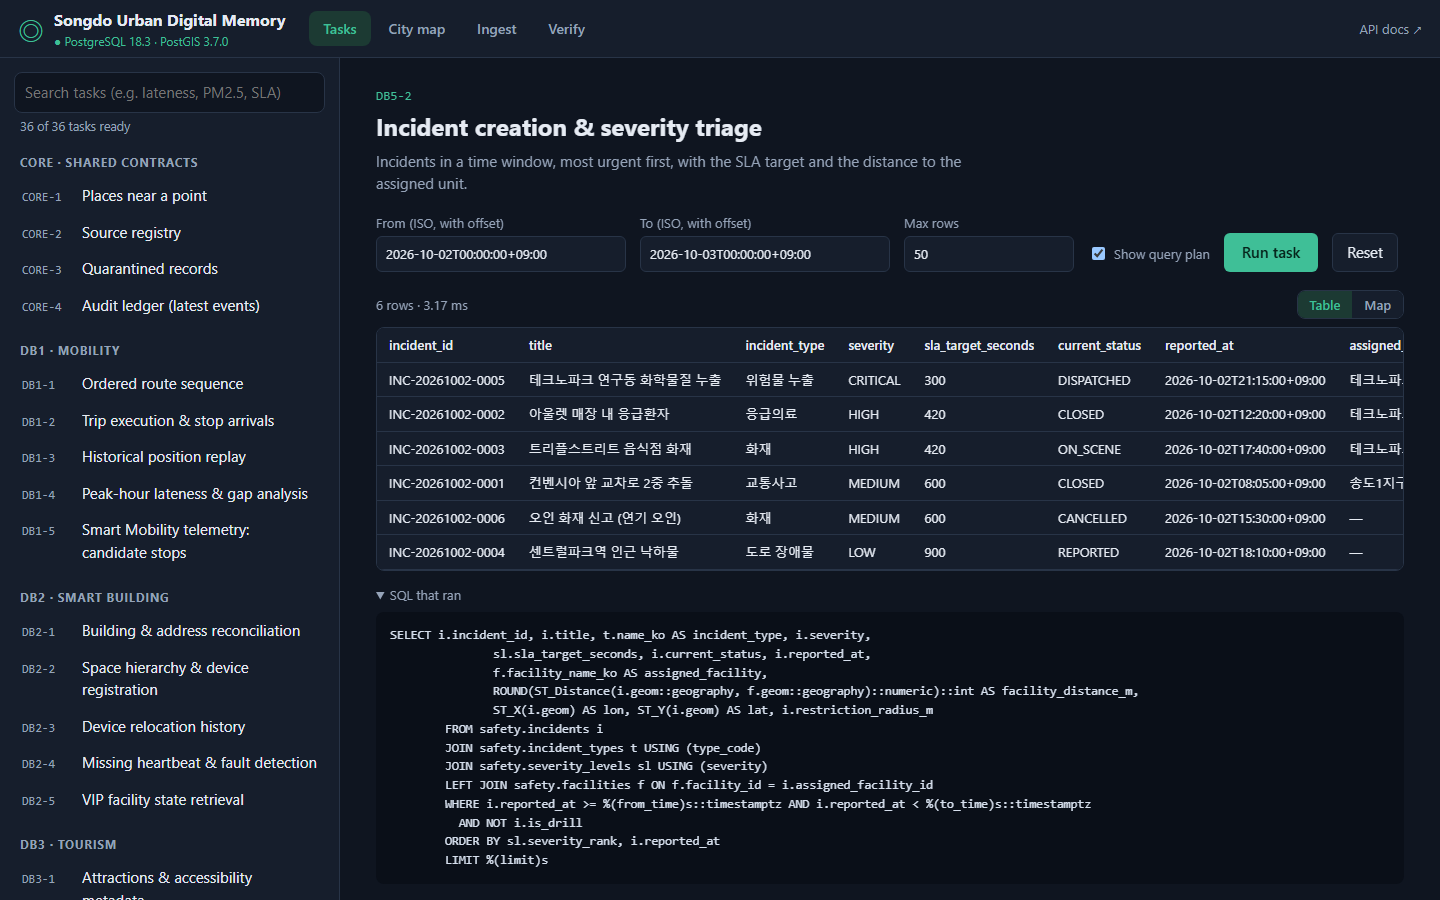 Songdo Urban Digital Memory
● PostgreSQL 18.3 · PostGIS 3.7.0
Tasks
City map
Ingest
Verify
API docs ↗
Search tasks (e.g. lateness, PM2.5, SLA)
36 of 36 tasks ready
CORE · SHARED CONTRACTS
CORE-1 Places near a point
CORE-2 Source registry
CORE-3 Quarantined records
CORE-4 Audit ledger (latest events)
DB1 · MOBILITY
DB1-1 Ordered route sequence
DB1-2 Trip execution & stop arrivals
DB1-3 Historical position replay
DB1-4 Peak-hour lateness & gap analysis
DB1-5 Smart Mobility telemetry:
candidate stops
DB2 · SMART BUILDING
DB2-1 Building & address reconciliation
DB2-2 Space hierarchy & device
registration
DB2-3 Device relocation history
DB2-4 Missing heartbeat & fault detection
DB2-5 VIP facility state retrieval
DB3 · TOURISM
DB3-1 Attractions & accessibility
DB5-2
Incident creation & severity triage
Incidents in a time window, most urgent first, with the SLA target and the distance to the
assigned unit.
From (ISO, with offset) To (ISO, with offset) Max rows
2026-10-02T00:00:00+09:00 2026-10-03T00:00:00+09:00 50 Show query plan Run task Reset
6 rows · 3.17 ms Table Map
incident_id title incident_type severity sla_target_seconds current_status reported_at assigned_
INC-20261002-0005 테크노파크 연구동 화학물질 누출 위험물 누출 CRITICAL 300 DISPATCHED 2026-10-02T21:15:00+09:00 테크노파
INC-20261002-0002 아울렛 매장 내 응급환자 응급의료 HIGH 420 CLOSED 2026-10-02T12:20:00+09:00 테크노파
INC-20261002-0003 트리플스트리트 음식점 화재 화재 HIGH 420 ON_SCENE 2026-10-02T17:40:00+09:00 테크노파
INC-20261002-0001 컨벤시아 앞 교차로 2중 추돌 교통사고 MEDIUM 600 CLOSED 2026-10-02T08:05:00+09:00 송도1지구
INC-20261002-0006 오인 화재 신고 (연기 오인) 화재 MEDIUM 600 CANCELLED 2026-10-02T15:30:00+09:00 —
INC-20261002-0004 센트럴파크역 인근 낙하물 도로 장애물 LOW 900 REPORTED 2026-10-02T18:10:00+09:00 —
▼ SQL that ran
SELECT i.incident_id, i.title, t.name_ko AS incident_type, i.severity,
sl.sla_target_seconds, i.current_status, i.reported_at,
f.facility_name_ko AS assigned_facility,
ROUND(ST_Distance(i.geom::geography, f.geom::geography)::numeric)::int AS facility_distance_m,
ST_X(i.geom) AS lon, ST_Y(i.geom) AS lat, i.restriction_radius_m
FROM safety.incidents i
JOIN safety.incident_types t USING (type_code)
JOIN safety.severity_levels sl USING (severity)
LEFT JOIN safety.facilities f ON f.facility_id = i.assigned_facility_id
WHERE i.reported_at >= %(from_time)s::timestamptz AND i.reported_at < %(to_time)s::timestamptz
AND NOT i.is_drill
ORDER BY sl.severity_rank, i.reported_at
LIMIT %(limit)s